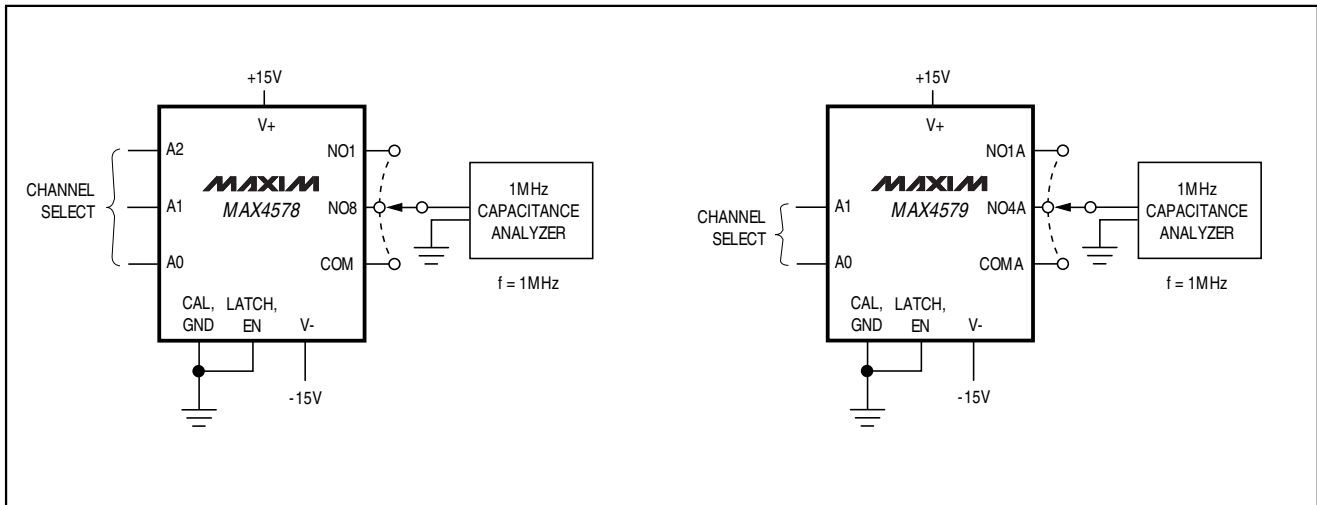 +15V
V+
A2
NO1
CHANNEL
SELECT
A1
MAXIM
MAX4578
NO8
1MHz
CAPACITANCE
ANALYZER
A0
COM
f = 1MHz
CAL,
GND
LATCH,
EN
V-
-15V
+15V
V+
NO1A
CHANNEL
SELECT
A1
MAXIM
MAX4579
NO4A
1MHz
CAPACITANCE
ANALYZER
A0
COMA
f = 1MHz
CAL,
GND
LATCH,
EN
V-
-15V